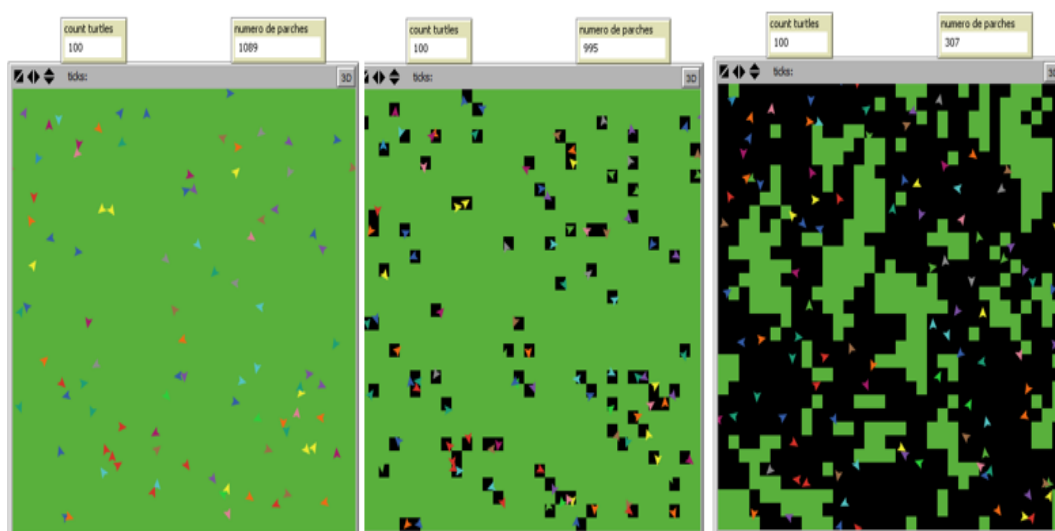 count turtles
100
numero de parches
1089
ticks:
3D
count turtles
100
numero de parches
995
ticks:
3D
count turtles
100
numero de parches
307
ticks: